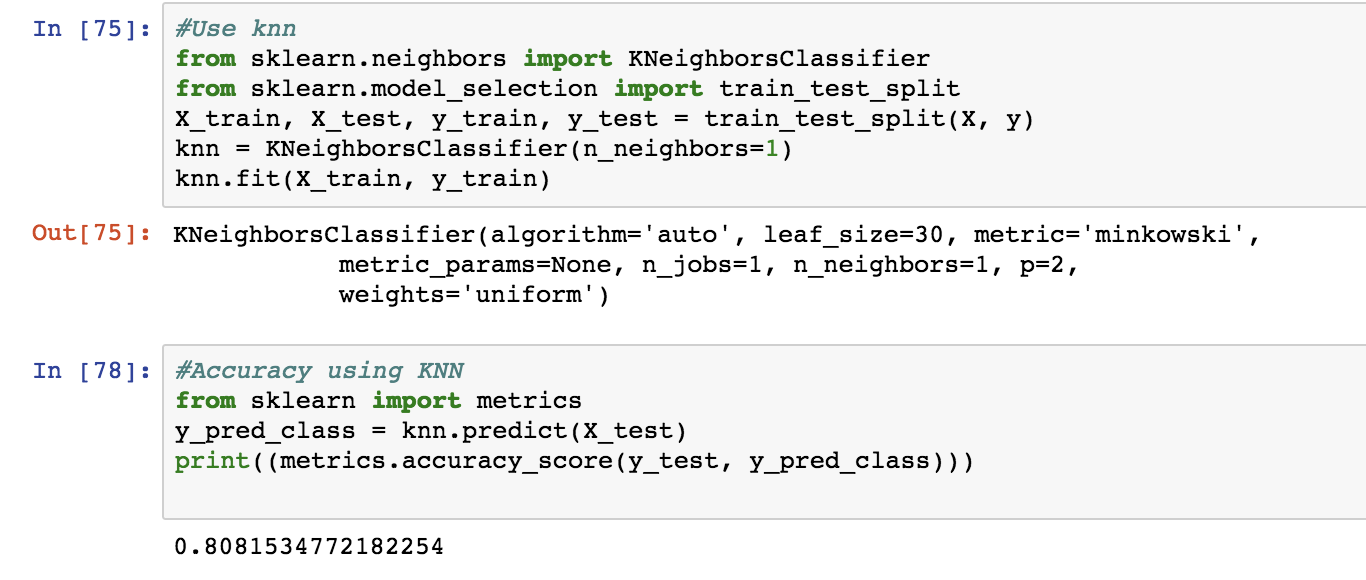 In [75]: #Use knn
from sklearn.neighbors import KNeighborsClassifier
from sklearn.model_selection import train_test_split
X_train, X_test, y_train, y_test = train_test_split(X, y)
knn = KNeighborsClassifier(n_neighbors=1)
knn.fit(X_train, y_train)
Out[75]: KNeighborsClassifier(algorithm='auto', leaf_size=30, metric='minkowski',
metric_params=None, n_jobs=1, n_neighbors=1, p=2,
weights='uniform')
In [78]: #Accuracy using KNN
from sklearn import metrics
y_pred_class = knn.predict(X_test)
print((metrics.accuracy_score(y_test, y_pred_class)))
0.8081534772182254